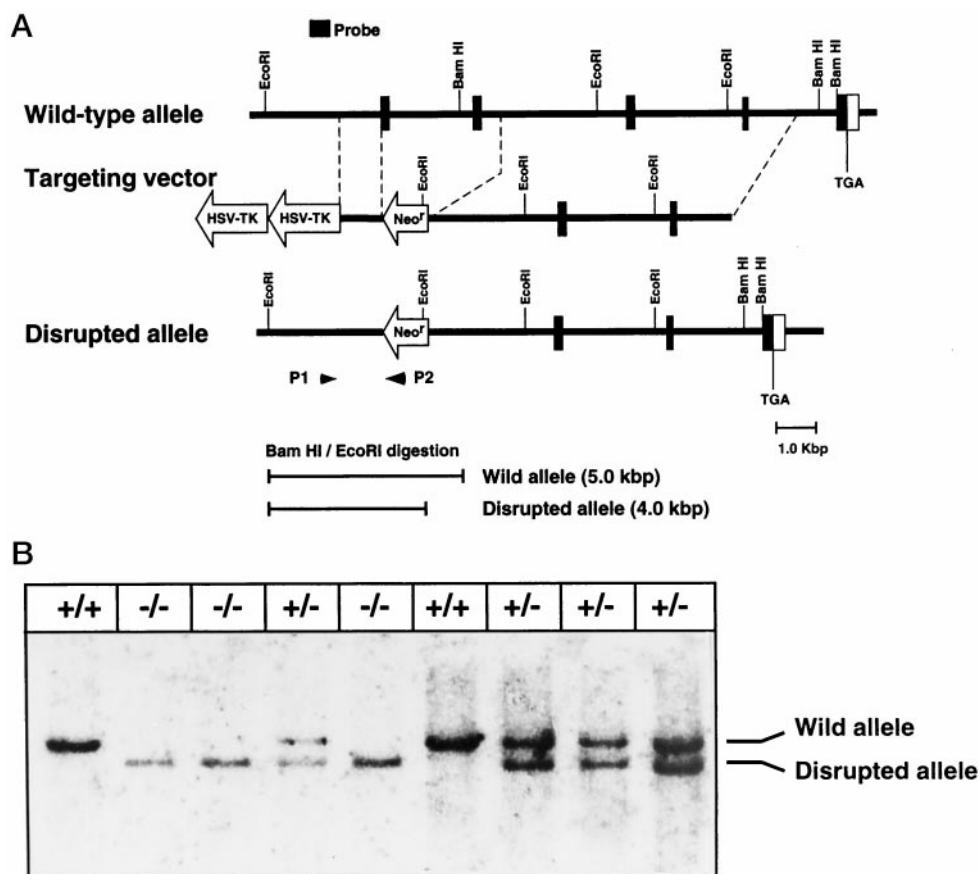 A
Probe
EcoRI
Bam HI
EcoRI
EcoRI
Bam HI
Bam HI
Wild-type allele
TGA
Targeting vector
HSV-TK
HSV-TK
Neoʳ
EcoRI
EcoRI
EcoRI
EcoRI
EcoRI
EcoRI
EcoRI
Bam HI
Bam HI
Disrupted allele
Neoʳ
P1
P2
TGA
1.0 Kbp
Bam HI / EcoRI digestion
Wild allele (5.0 kbp)
Disrupted allele (4.0 kbp)
B
+/+ -/- -/- +/- -/- +/+ +/- +/- +/-
Wild allele
Disrupted allele